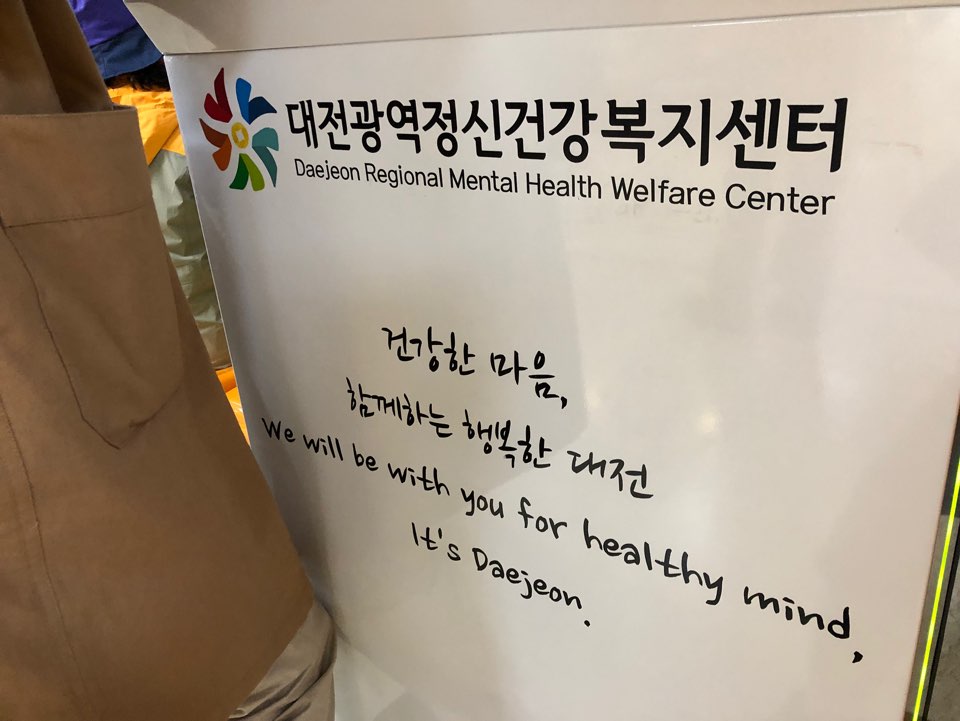 대전광역정신건강복지센터
Daejeon Regional Mental Health Welfare Center
건강한 마음,
함께하는 행복한 대전
We will be with you for healthy mind,
It's Daejeon.